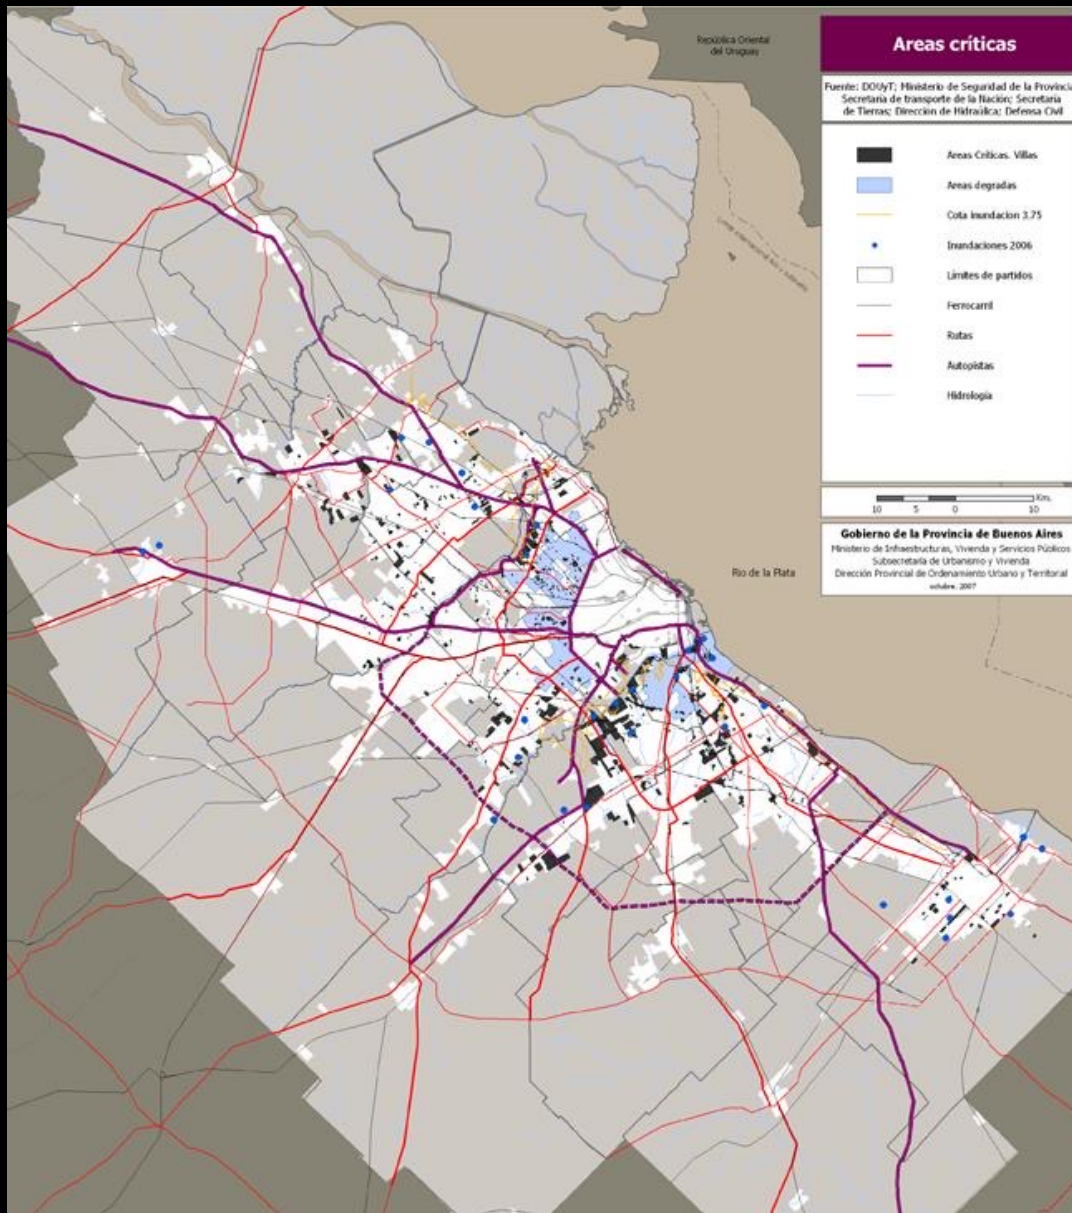 República Oriental
del Uruguay
Areas críticas
Fuente: DOUyT; Ministerio de Seguridad de la Provincia
Secretaría de transporte de la Nación; Secretaría
de Tierras; Dirección de Hidraúlica; Defensa Civil
Areas Críticas. Villas
Areas degradas
Cota inundacion 3.75
Inundaciones 2006
Límites de partidos
Ferrocarril
Rutas
Autopistas
Hidrología
Km.
10 5 0 10
Gobierno de la Provincia de Buenos Aires
Ministerio de Infraestructuras, Vivienda y Servicios Públicos
Subsecretaría de Urbanismo y Vivienda
Dirección Provincial de Ordenamiento Urbano y Territorial
octubre, 2007
Rio de la Plata